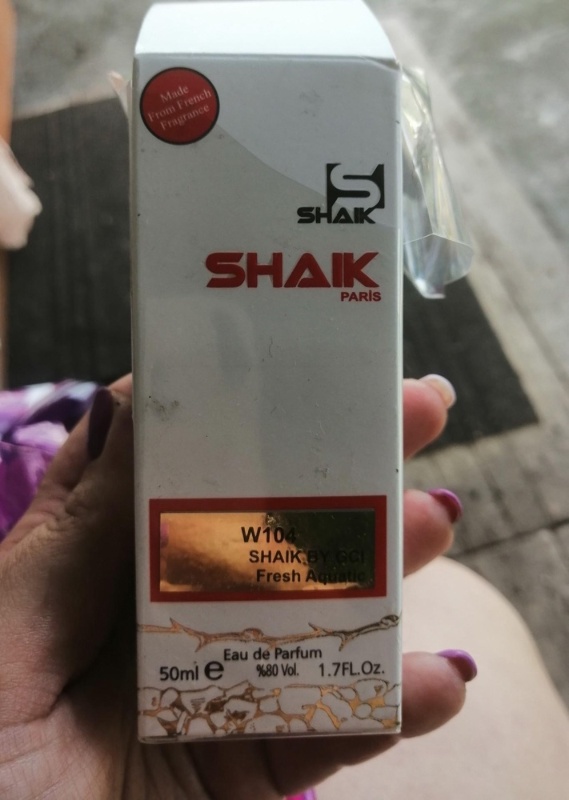 Made
From French
Fragrance
S
SHAIK
SHAIK
PARİS
W104
SHAIK BY GCI
Fresh Aquatic
Eau de Parfum
50ml e %80 Vol. 1.7FL.Oz.